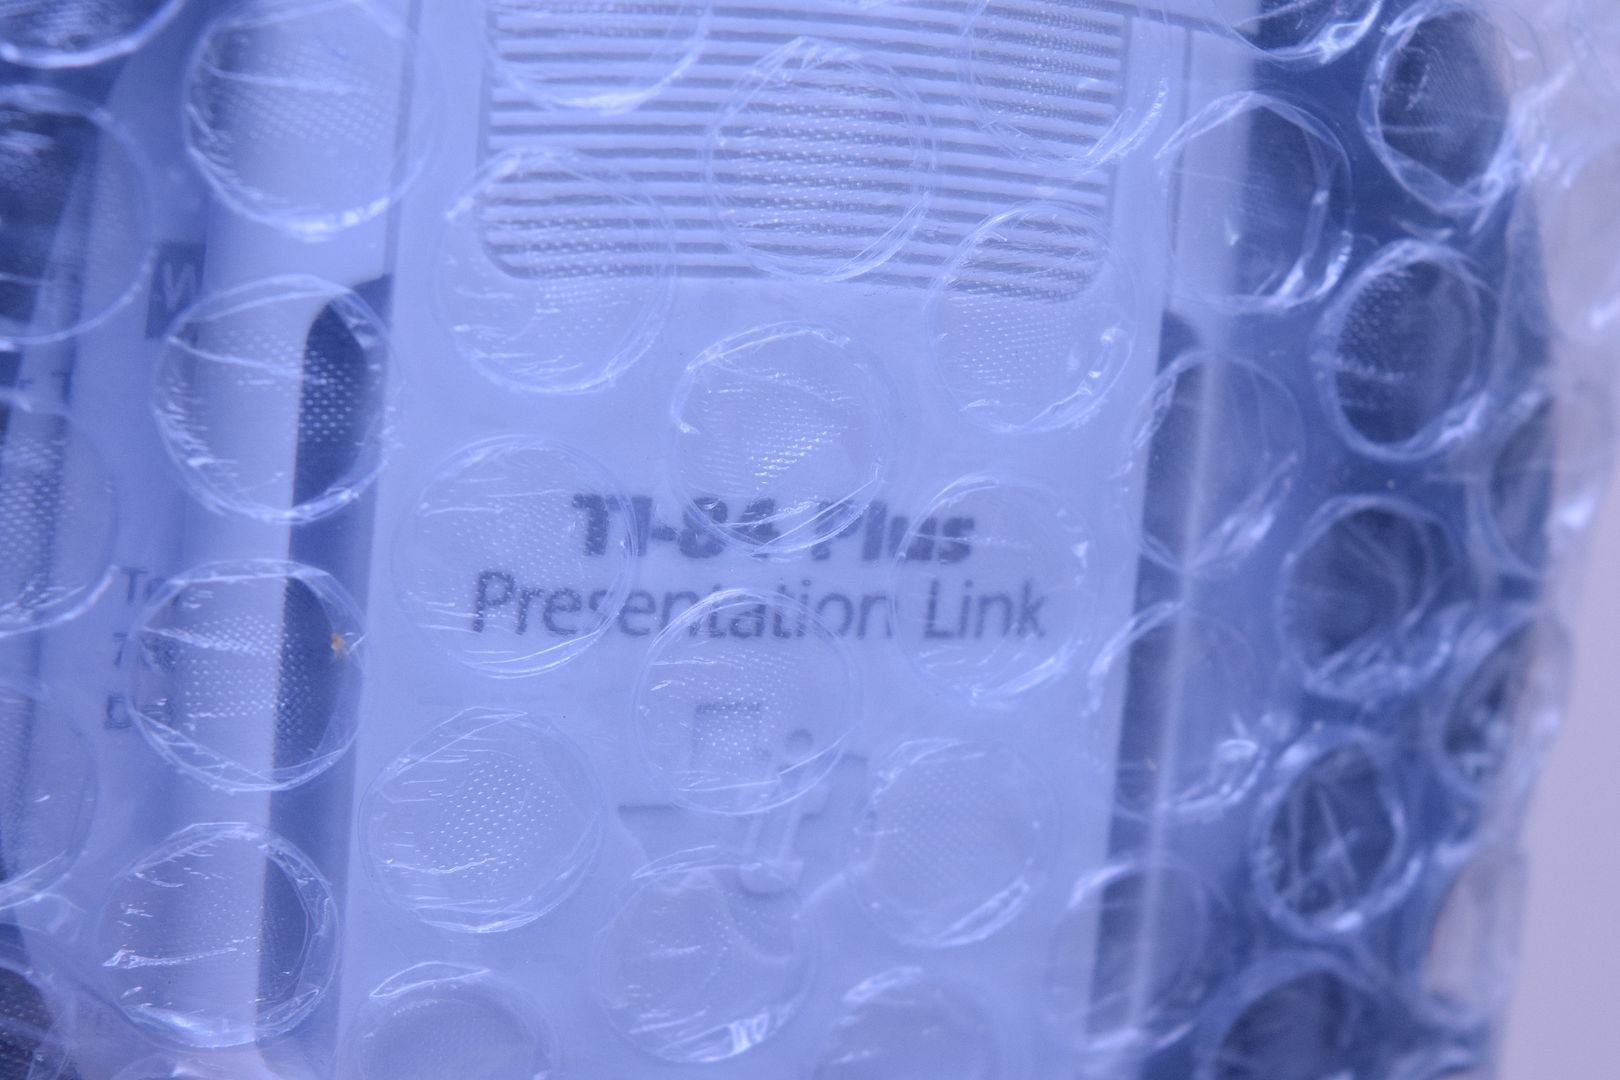 TI-84 Plus
Presentation Link